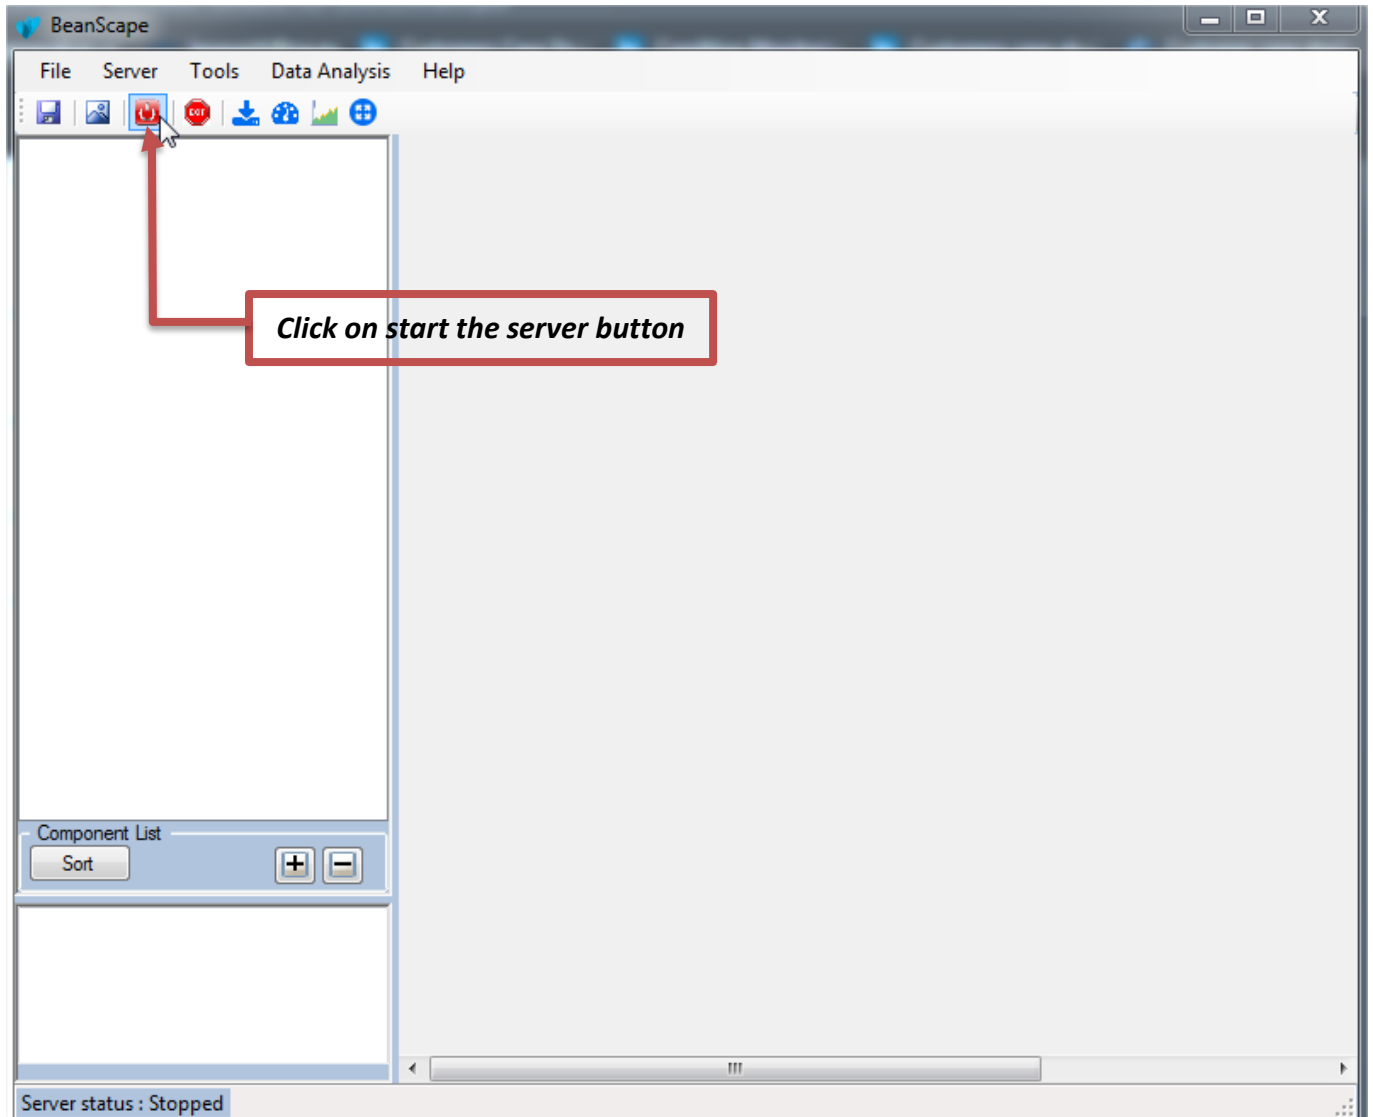 BeanScape
File Server Tools Data Analysis Help
EXIT
Click on start the server button
Component List
Sort
Server status : Stopped